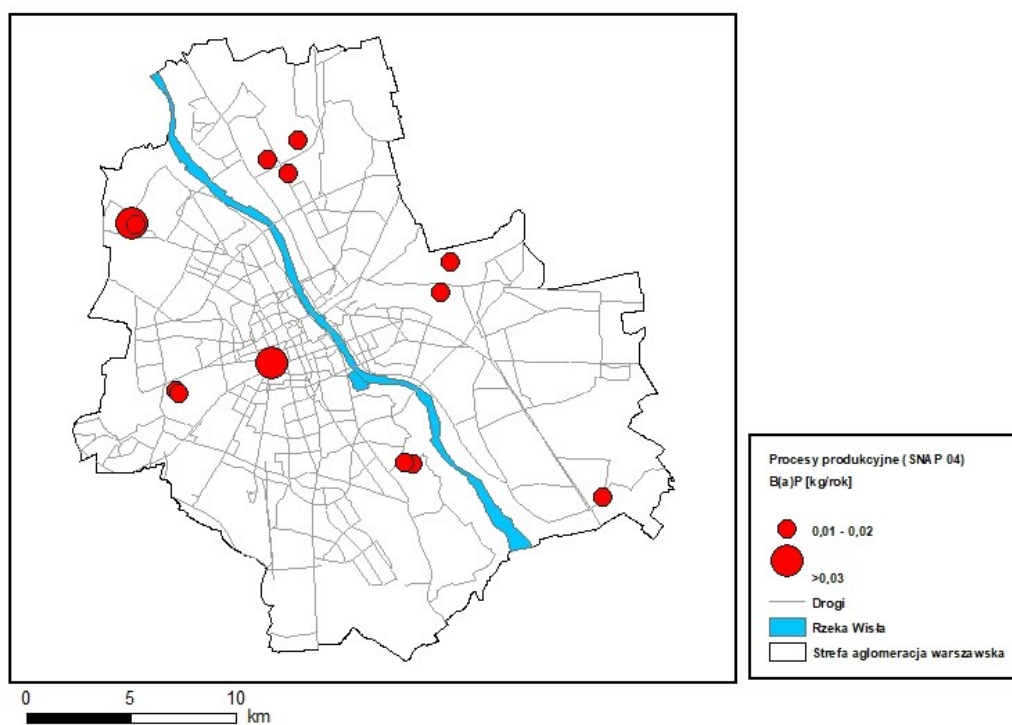 Procesy produkcyjne (SNAP 04)
B(a)P [kg/rok]
0,01 - 0,02
>0,03
Drogi
Rzeka Wisła
Strefa aglomeracja warszawska
0 5 10
km